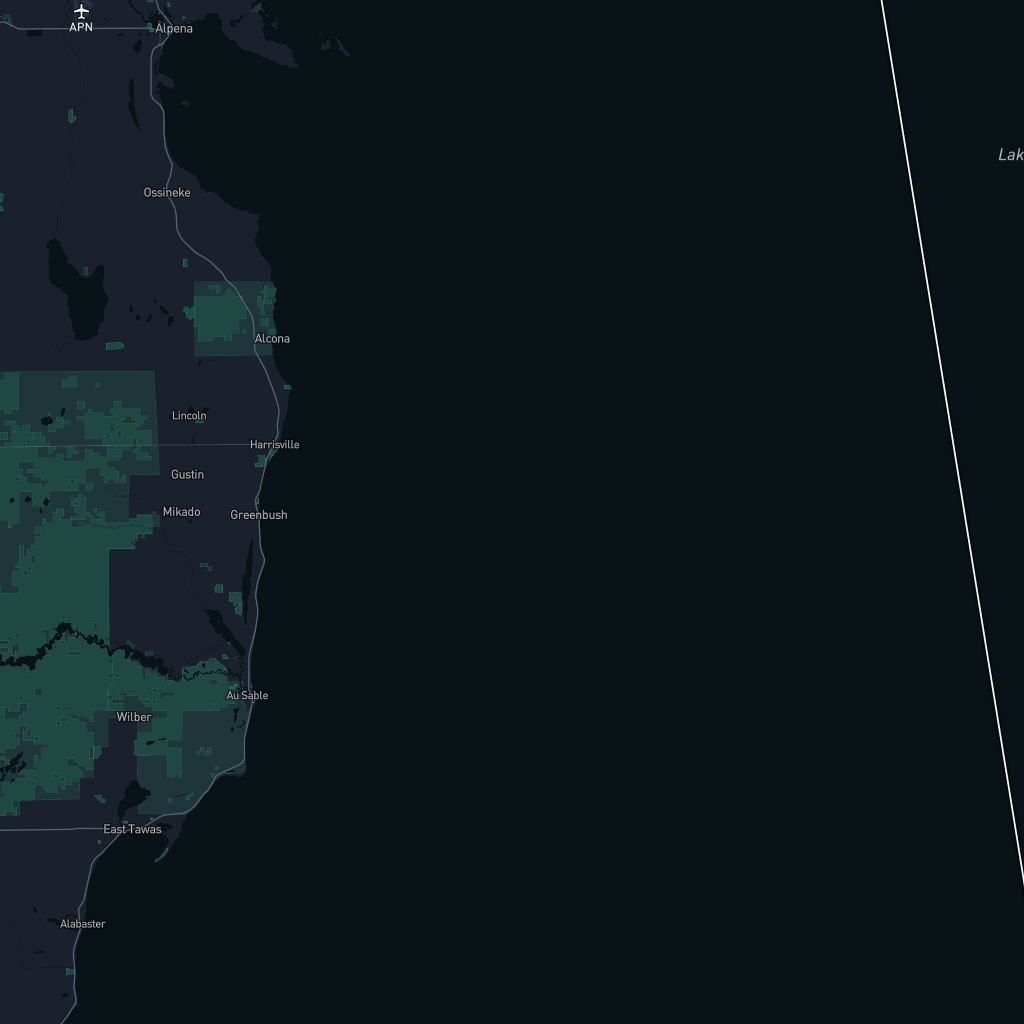 APN
Alpena
Lak
Ossineke
Alcona
Lincoln
Harrisville
Gustin
Mikado
Greenbush
Au Sable
Wilber
East Tawas
Alabaster